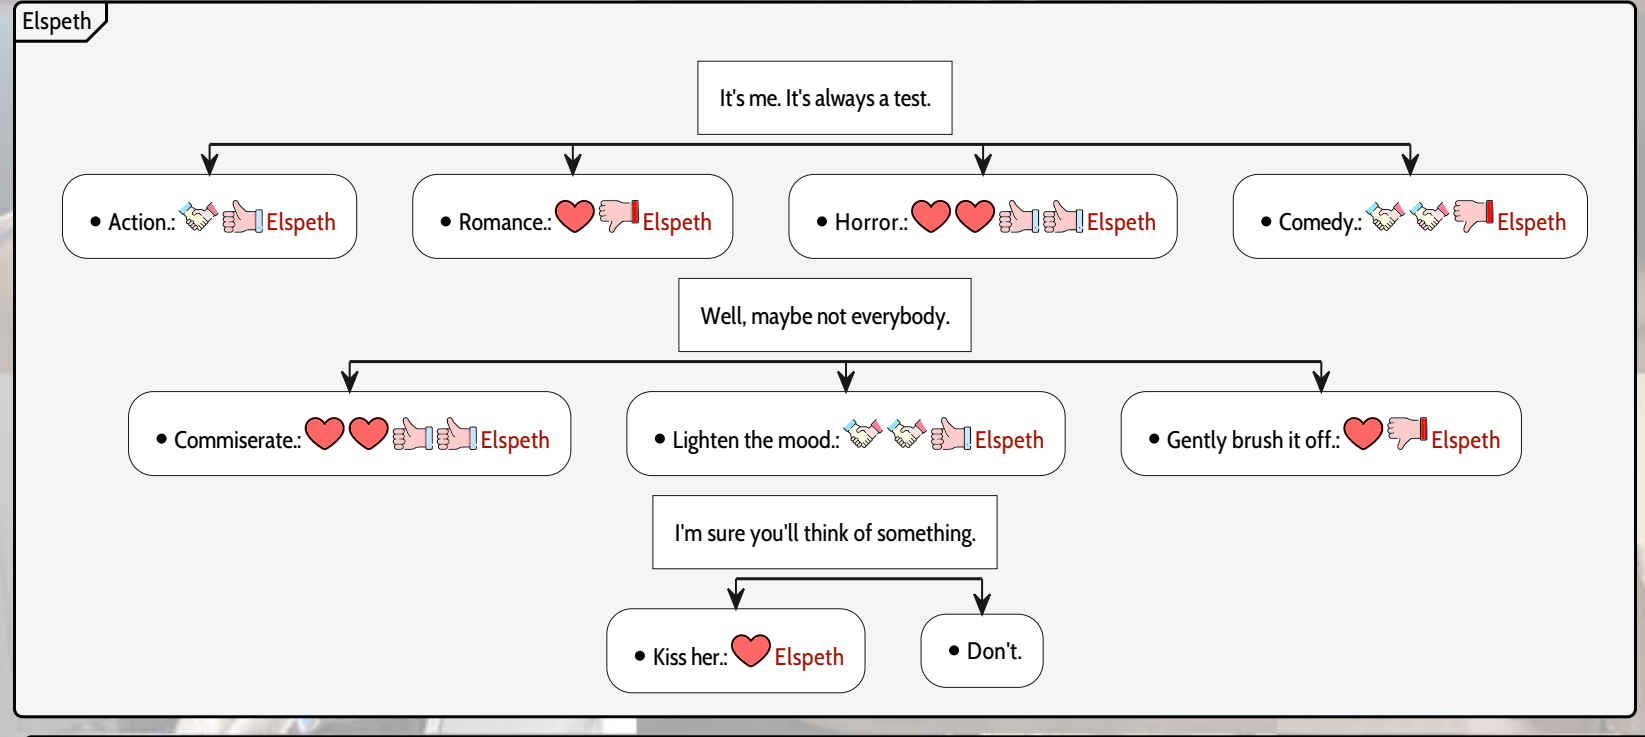 Elspeth
It's me. It's always a test.
• Action.: Elspeth
• Romance.: Elspeth
• Horror.: Elspeth
• Comedy.: Elspeth
Well, maybe not everybody.
• Commiserate.: Elspeth
• Lighten the mood.: Elspeth
• Gently brush it off.: Elspeth
I'm sure you'll think of something.
• Kiss her.: Elspeth
• Don't.